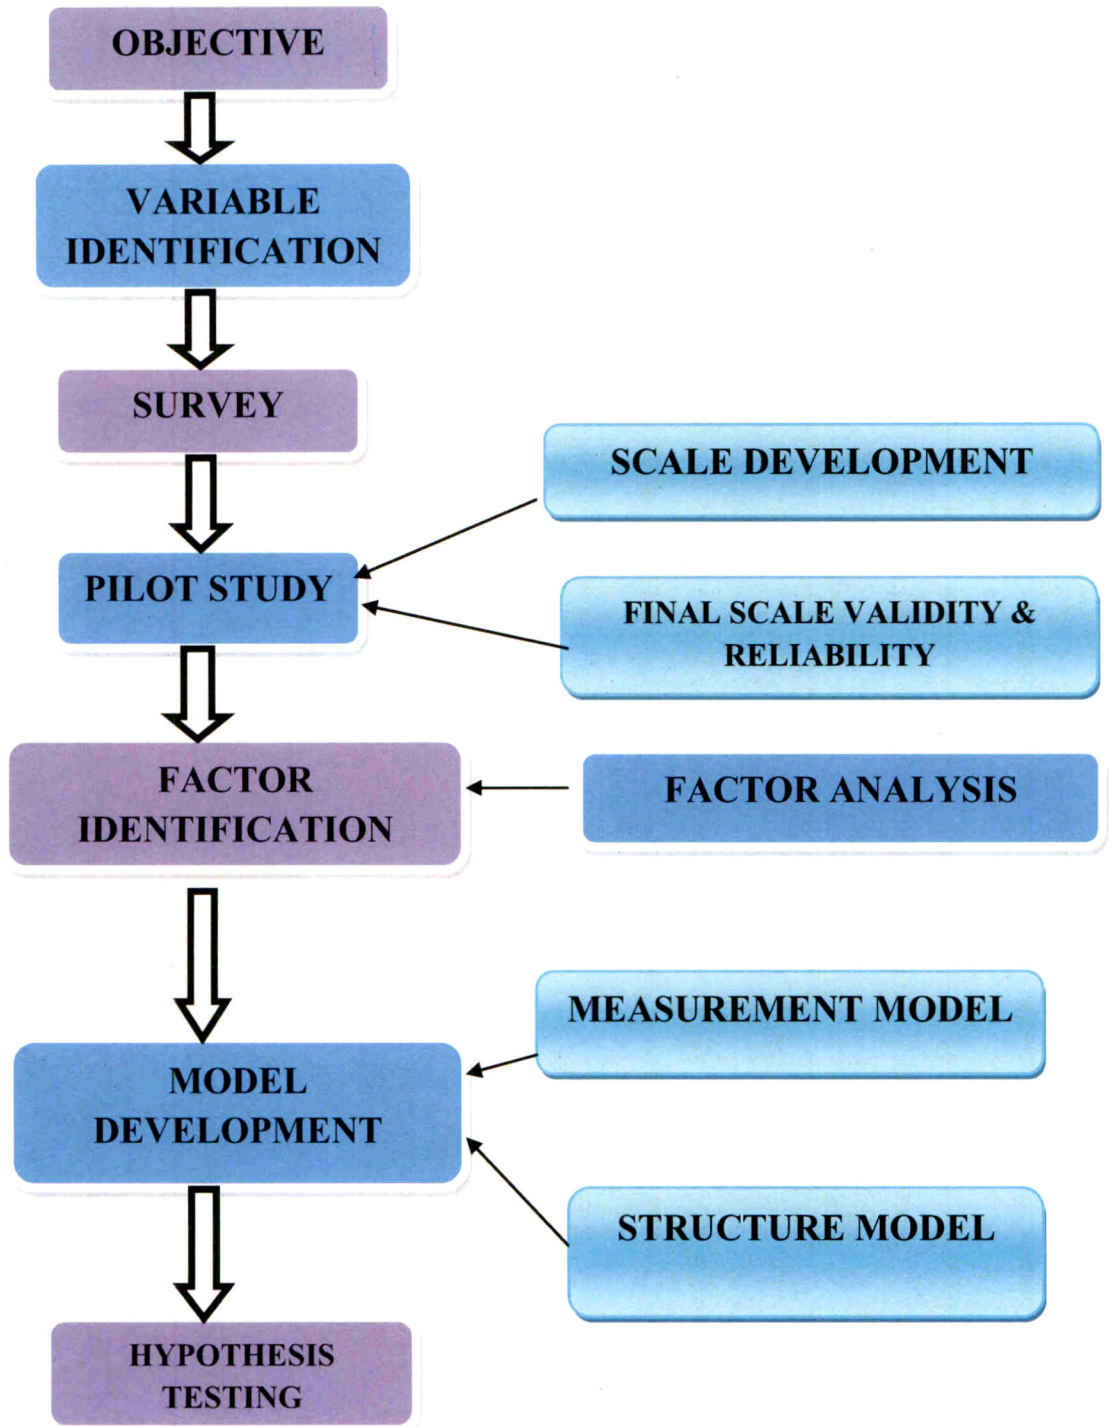 OBJECTIVE
VARIABLE
IDENTIFICATION
SURVEY
SCALE DEVELOPMENT
PILOT STUDY
FINAL SCALE VALIDITY &
RELIABILITY
FACTOR
IDENTIFICATION
FACTOR ANALYSIS
MEASUREMENT MODEL
MODEL
DEVELOPMENT
STRUCTURE MODEL
HYPOTHESIS
TESTING